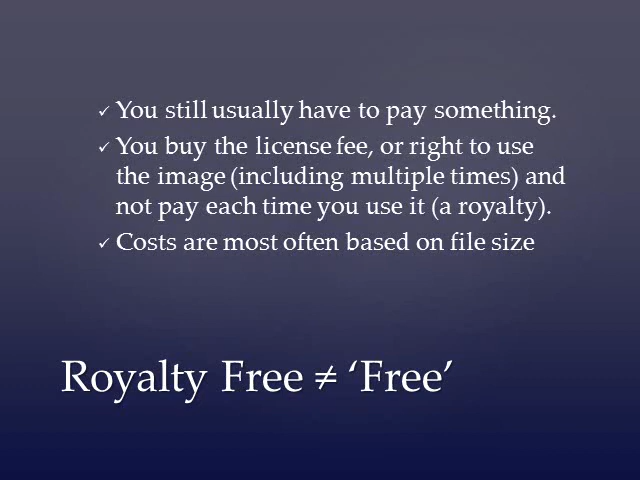 ✓ You still usually have to pay something.
✓ You buy the license fee, or right to use
the image (including multiple times) and
not pay each time you use it (a royalty).
✓ Costs are most often based on file size
Royalty Free ≠ ‘Free’